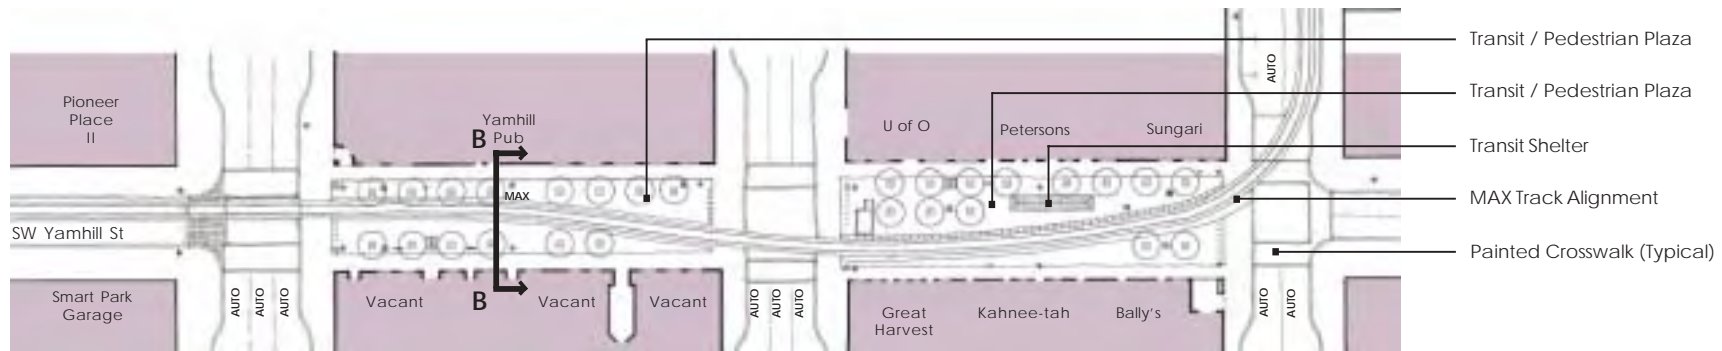 Transit / Pedestrian Plaza
AUTO
Transit / Pedestrian Plaza
Pioneer
Place
II
Yamhill
Pub
B
U of O
Petersons
Sungari
Transit Shelter
MAX
MAX Track Alignment
SW Yamhill St
Painted Crosswalk (Typical)
Smart Park
Garage
AUTO
AUTO
AUTO
Vacant
B
Vacant
Vacant
AUTO
AUTO
AUTO
Great
Harvest
Kahnee-tah
Bally's
AUTO
AUTO